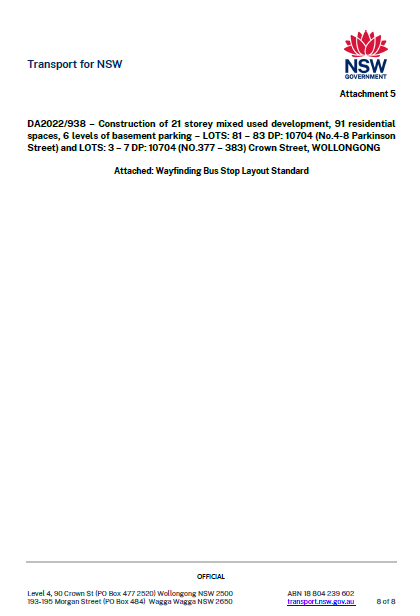 NSW
GOVERNMENT
Transport for NSW
Attachment 5
DA2022/938 – Construction of 21 storey mixed used development, 91 residential
spaces, 6 levels of basement parking – LOTS: 81 – 83 DP: 10704 (No.4-8 Parkinson
Street) and LOTS: 3 – 7 DP: 10704 (NO.377 – 383) Crown Street, WOLLONGONG
Attached: Wayfinding Bus Stop Layout Standard
OFFICIAL
Level 4, 90 Crown St (PO Box 477 2520) Wollongong NSW 2500
193-195 Morgan Street (PO Box 484) Wagga Wagga NSW 2650
ABN 18 804 239 602
transport.nsw.gov.au
8 of 8